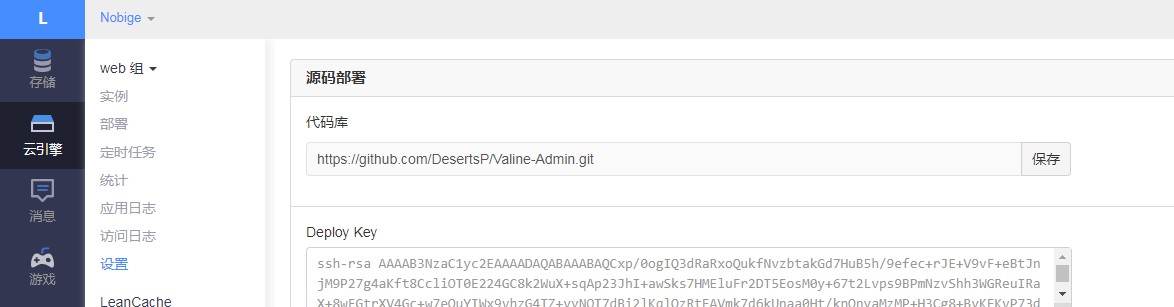 L
Nobige
存储
云引擎
消息
游戏
web 组
实例
部署
定时任务
统计
应用日志
访问日志
设置
LeanCache
源码部署
代码库
https://github.com/DesertsP/Valine-Admin.git
保存
Deploy Key
ssh-rsa AAAAB3NzaC1yc2EAAAADAQABAAABAQCxp/0ogIQ3dRaRxoQukfNvzbtakGd7HuB5h/9efec+rJE+V9vF+eBtJn
jM9P27g4aKft8CcliOT0E224GC8k2WuX+sqAp23JhI+awSks7HMEluFr2DT5EosM0y+67t2Lvps9BPmNzvShh3WGReuIRa